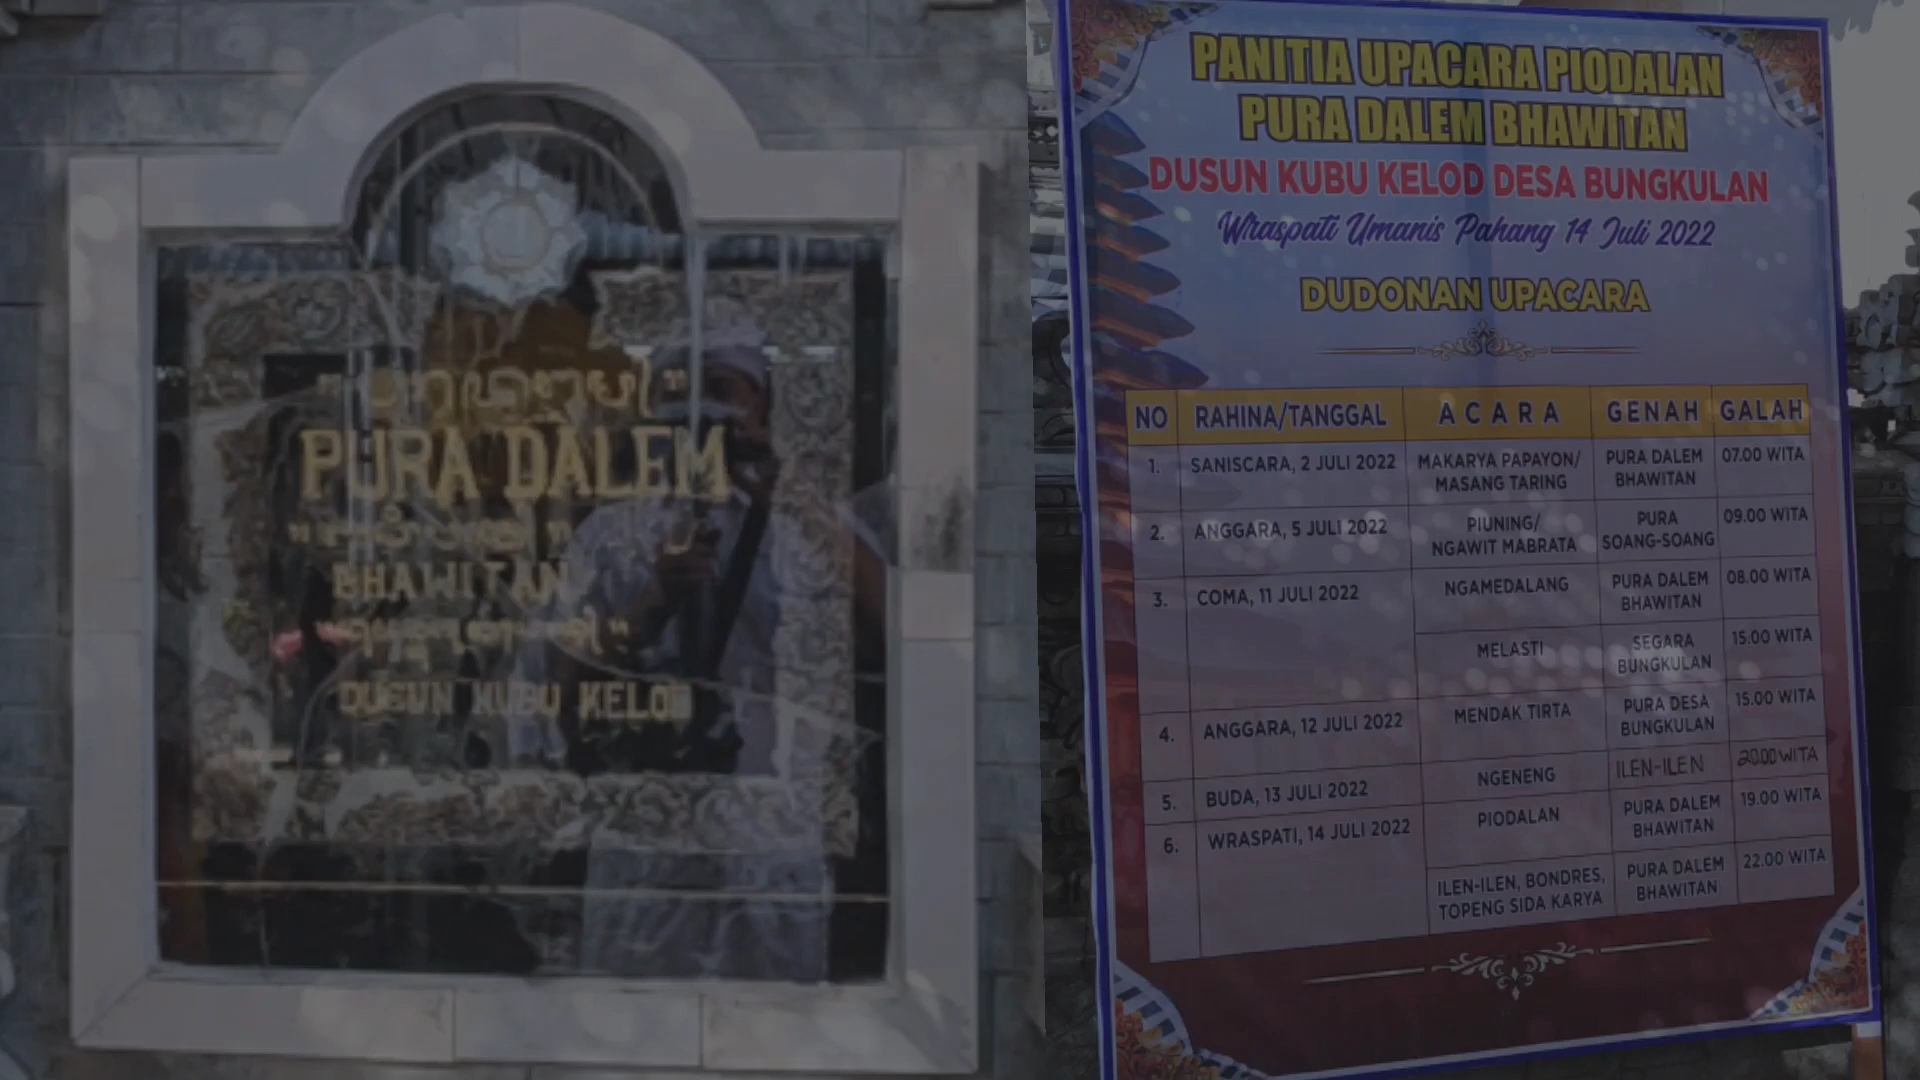 PURA DALEM
BHAWITAN
DUSUN KUBU KELOD
PANITIA UPACARA PIODALAN
PURA DALEM BHAWITAN
DUSUN KUBU KELOD DESA BUNGKULAN
Wraspati Umanis Pahang 14 Juli 2022
DUDONAN UPACARA
NO RAHINA/TANGGAL ACARA GENAH GALAH
1. SANISCARA, 2 JULI 2022 MAKARYA PAPAYON/ PURA DALEM 07.00 WITA
MASANG TARING BHAWITAN
2. ANGGARA, 5 JULI 2022 PIUNING/ PURA 09.00 WITA
NGAWIT MABRATA SOANG-SOANG
3. COMA, 11 JULI 2022 NGAMEDALANG PURA DALEM 08.00 WITA
BHAWITAN
MELASTI SEGARA 15.00 WITA
BUNGKULAN
4. ANGGARA, 12 JULI 2022 MENDAK TIRTA PURA DESA 15.00 WITA
BUNGKULAN
5. BUDA, 13 JULI 2022 NGENENG ILEN-ILEN 20.00 WITA
6. WRASPATI, 14 JULI 2022 PIODALAN PURA DALEM 19.00 WITA
BHAWITAN
ILEN-ILEN, BONDRES, PURA DALEM 22.00 WITA
TOPENG SIDA KARYA BHAWITAN